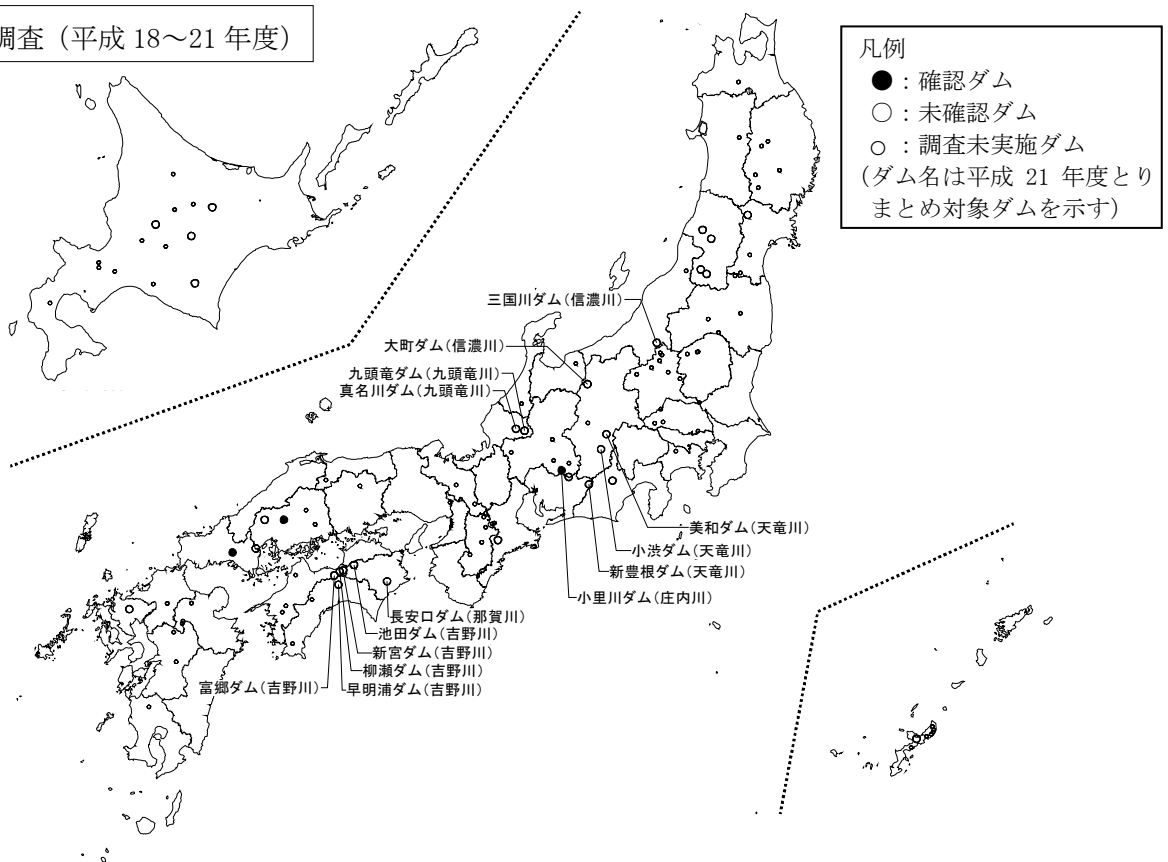 調査（平成 18～21 年度）
凡例
●：確認ダム
○：未確認ダム
○：調査未実施ダム
（ダム名は平成 21 年度とり
まとめ対象ダムを示す）
三国川ダム(信濃川)
大町ダム(信濃川)
九頭竜ダム(九頭竜川)
真名川ダム(九頭竜川)
美和ダム(天竜川)
小渋ダム(天竜川)
新豊根ダム(天竜川)
小里川ダム(庄内川)
長安口ダム(那賀川)
池田ダム(吉野川)
新宮ダム(吉野川)
柳瀬ダム(吉野川)
富郷ダム(吉野川)
早明浦ダム(吉野川)